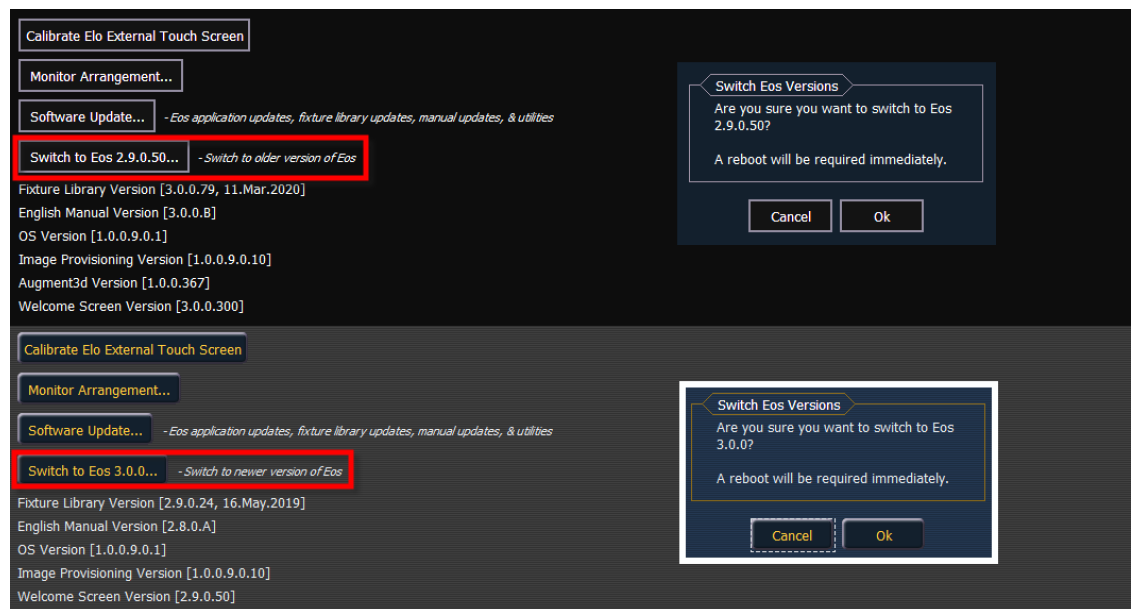 Calibrate Elo External Touch Screen
Monitor Arrangement...
Software Update... - Eos application updates, fixture library updates, manual updates, & utilities
Switch to Eos 2.9.0.50... - Switch to older version of Eos
Fixture Library Version [3.0.0.79, 11.Mar.2020]
English Manual Version [3.0.0.B]
OS Version [1.0.0.9.0.1]
Image Provisioning Version [1.0.0.9.0.10]
Augment3d Version [1.0.0.367]
Welcome Screen Version [3.0.0.300]
Switch Eos Versions
Are you sure you want to switch to Eos
2.9.0.50?
A reboot will be required immediately.
Cancel Ok
Calibrate Elo External Touch Screen
Monitor Arrangement...
Software Update... - Eos application updates, fixture library updates, manual updates, & utilities
Switch to Eos 3.0.0... - Switch to newer version of Eos
Fixture Library Version [2.9.0.24, 16.May.2019]
English Manual Version [2.8.0.A]
OS Version [1.0.0.9.0.1]
Image Provisioning Version [1.0.0.9.0.10]
Welcome Screen Version [2.9.0.50]
Switch Eos Versions
Are you sure you want to switch to Eos
3.0.0?
A reboot will be required immediately.
Cancel Ok